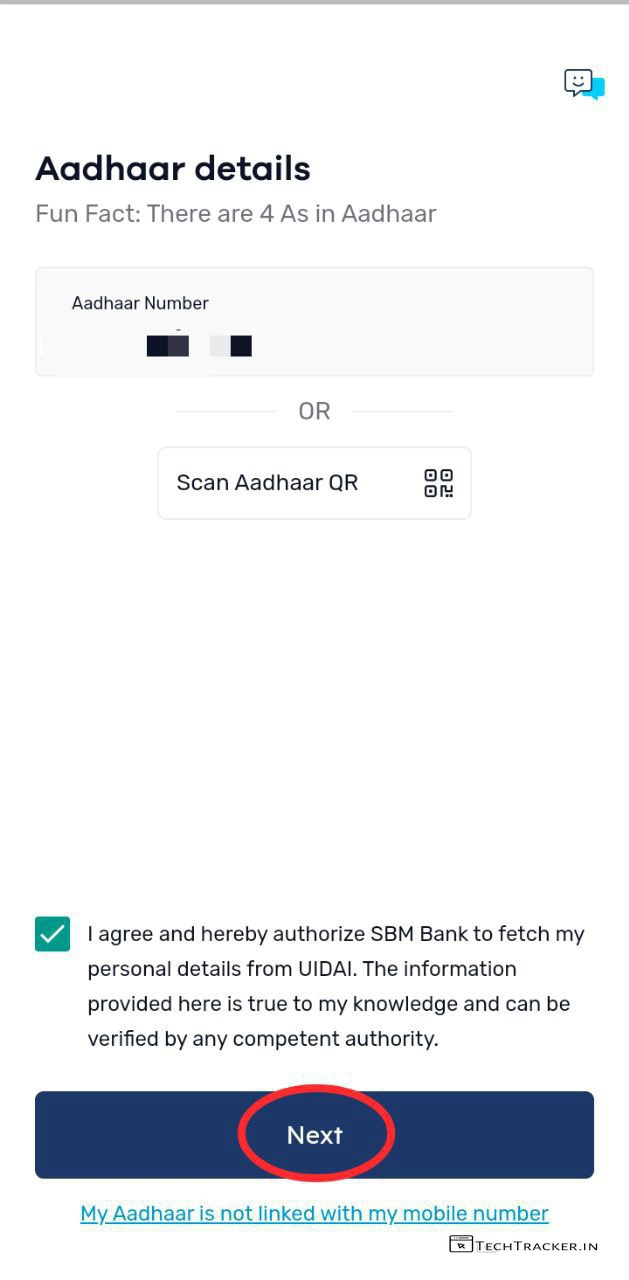 Aadhaar details
Fun Fact: There are 4 As in Aadhaar
Aadhaar Number
OR
Scan Aadhaar QR
I agree and hereby authorize SBM Bank to fetch my
personal details from UIDAI. The information
provided here is true to my knowledge and can be
verified by any competent authority.
Next
My Aadhaar is not linked with my mobile number
TECHTRACKER.IN